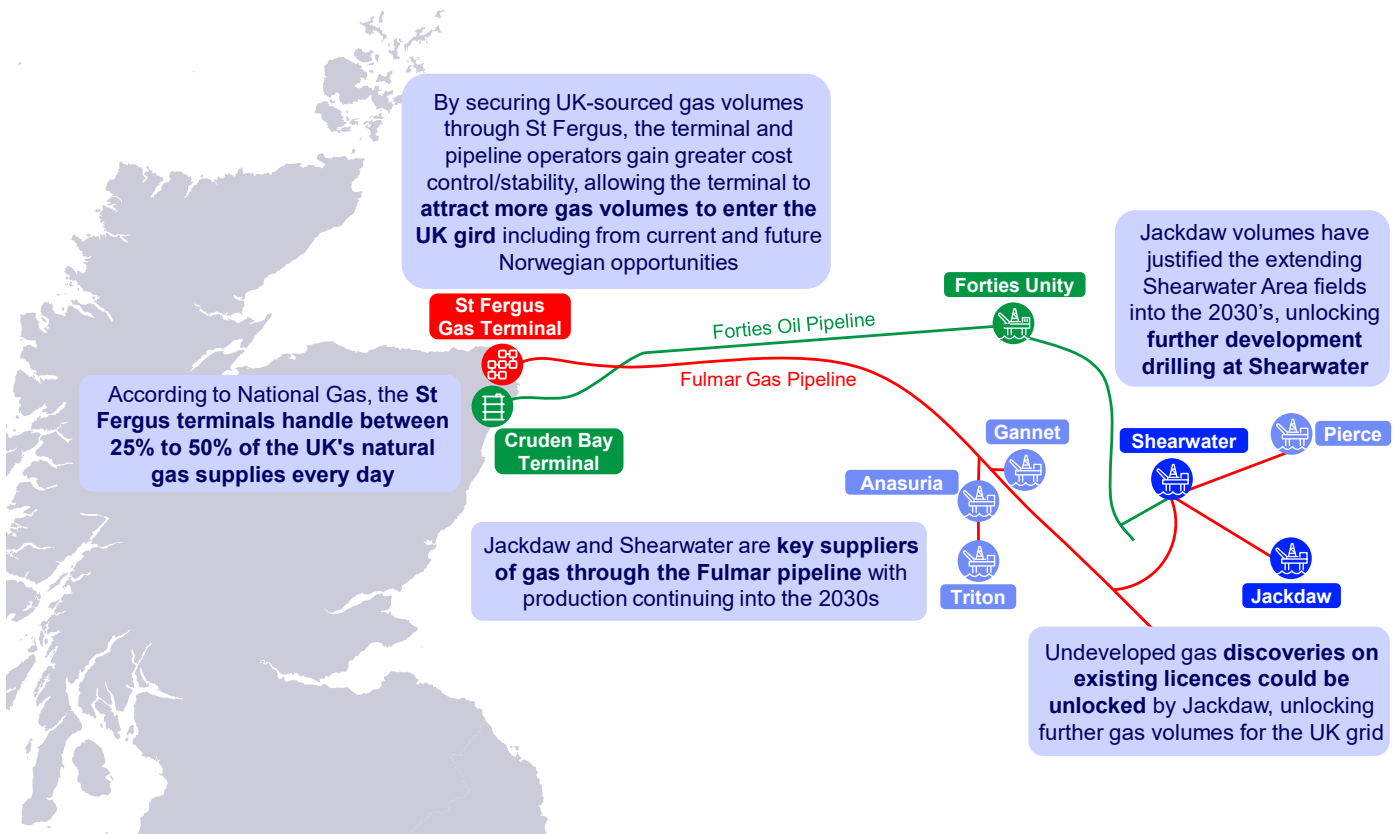 By securing UK-sourced gas volumes
through St Fergus, the terminal and
pipeline operators gain greater cost
control/stability, allowing the terminal to
attract more gas volumes to enter the
UK gird including from current and future
Norwegian opportunities
Jackdaw volumes have
justified the extending
Shearwater Area fields
into the 2030’s, unlocking
further development
drilling at Shearwater
St Fergus
Gas Terminal
Forties Unity
Forties Oil Pipeline
Fulmar Gas Pipeline
According to National Gas, the St
Fergus terminals handle between
25% to 50% of the UK's natural
gas supplies every day
Cruden Bay
Terminal
Gannet
Shearwater
Pierce
Anasuria
Jackdaw and Shearwater are key suppliers
of gas through the Fulmar pipeline with
production continuing into the 2030s
Triton
Jackdaw
Undeveloped gas discoveries on
existing licences could be
unlocked by Jackdaw, unlocking
further gas volumes for the UK grid